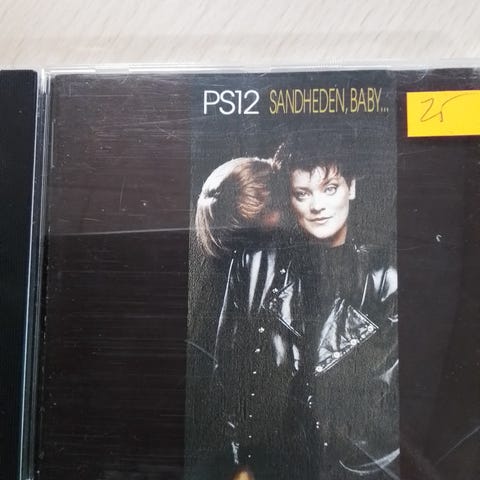 PS12 SANDHEDEN, BABY...
25